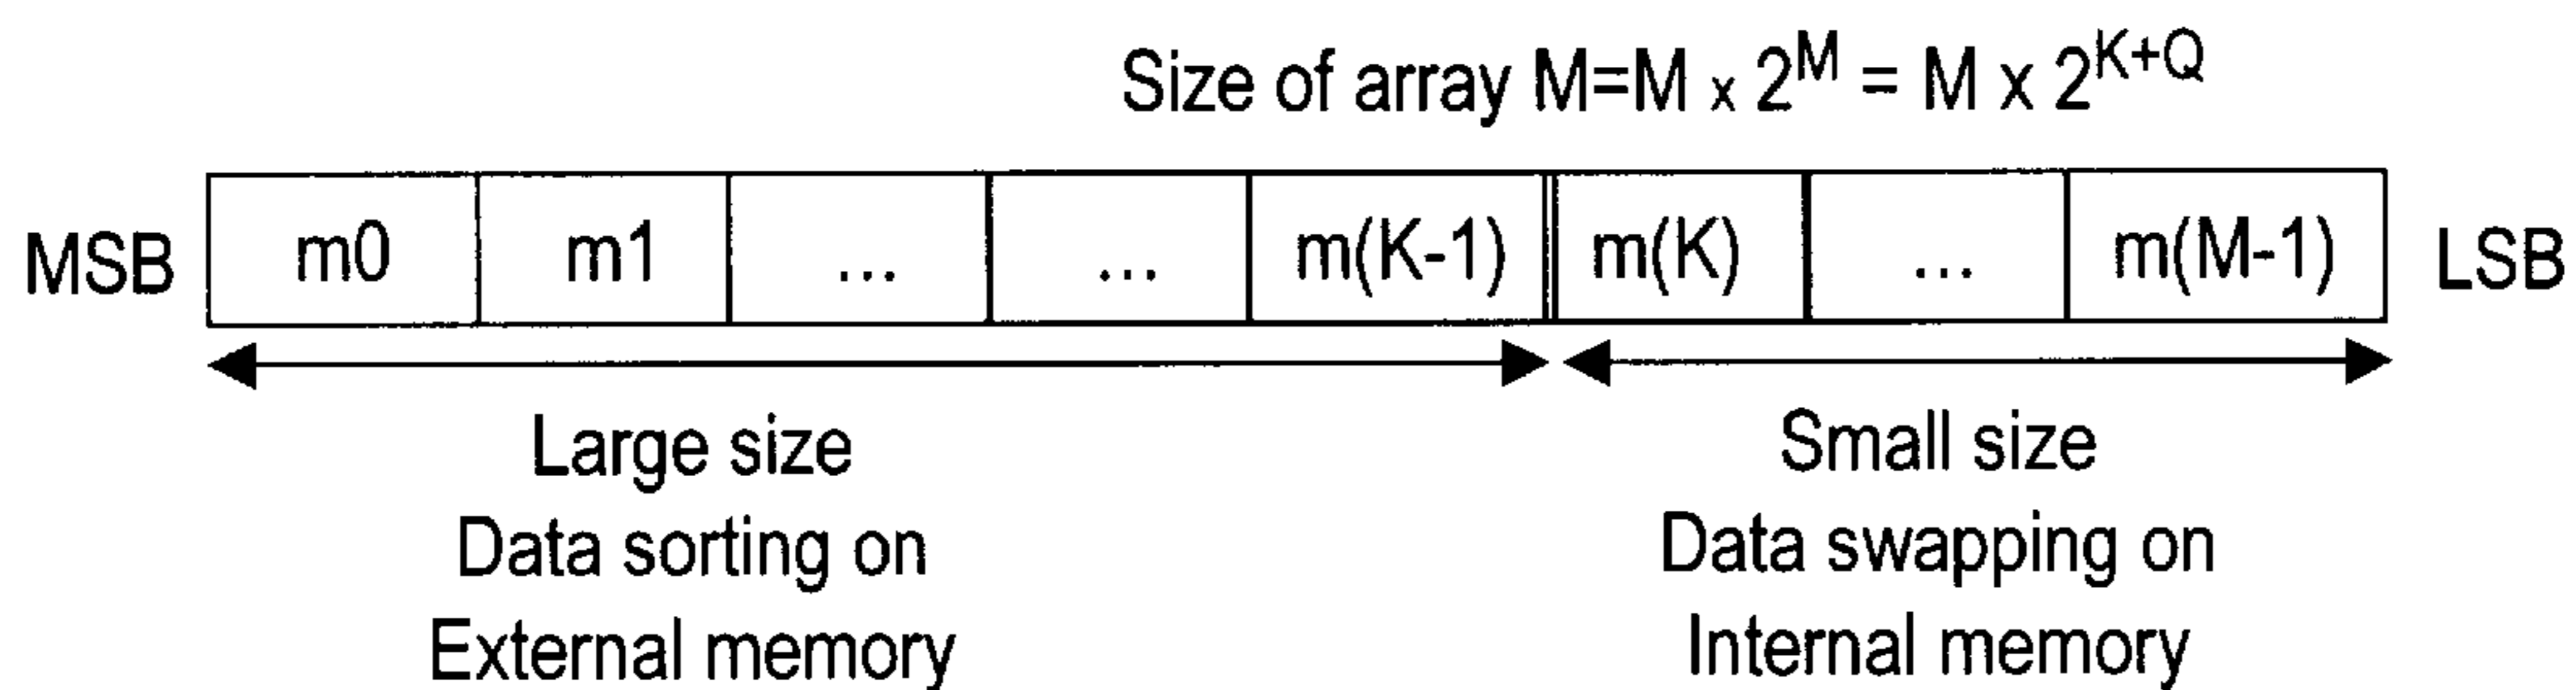 Size of array M=M x 2^M = M x 2^K+Q
MSB m0 m1 ... ... m(K-1) m(K) ... m(M-1) LSB
Large size
Data sorting on
External memory
Small size
Data swapping on
Internal memory